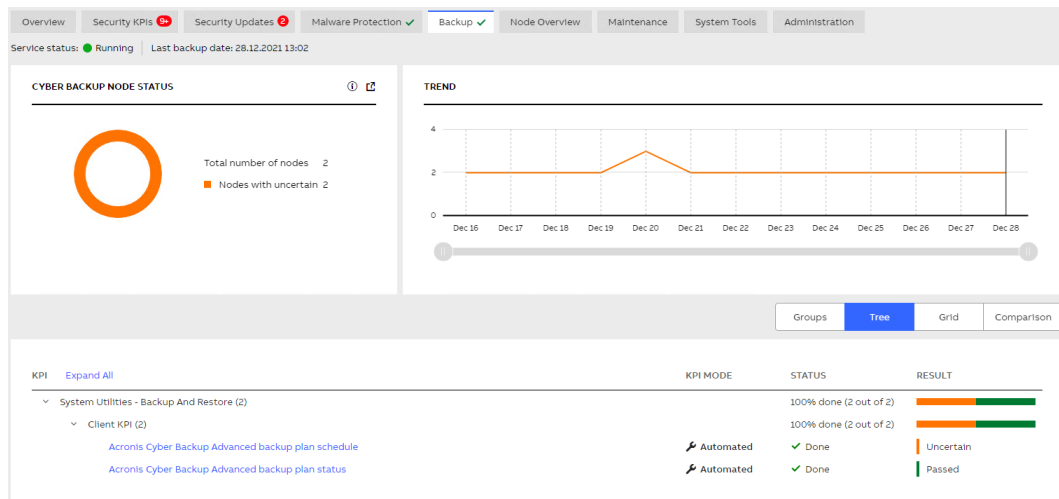 Overview Security KPIs 9+ Security Updates 2 Malware Protection Backup Node Overview Maintenance System Tools Administration
Service status: Running Last backup date: 28.12.2021 13:02
CYBER BACKUP NODE STATUS
Total number of nodes 2
Nodes with uncertain 2
TREND
4
2
0
Dec 16 Dec 17 Dec 18 Dec 19 Dec 20 Dec 21 Dec 22 Dec 23 Dec 24 Dec 25 Dec 26 Dec 27 Dec 28
Groups Tree Grid Comparison
KPI Expand All KPI MODE STATUS RESULT
System Utilities - Backup And Restore (2) 100% done (2 out of 2)
Client KPI (2) 100% done (2 out of 2)
Acronis Cyber Backup Advanced backup plan schedule Automated Done Uncertain
Acronis Cyber Backup Advanced backup plan status Automated Done Passed